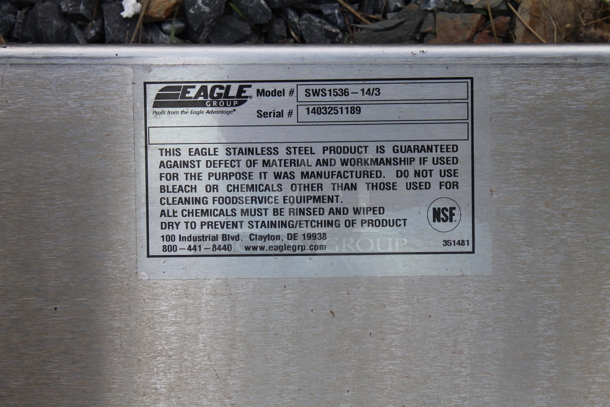 EAGLE
GROUP
Profit from the Eagle Advantage®
Model # SWS1536-14/3
Serial # 1403251189
THIS EAGLE STAINLESS STEEL PRODUCT IS GUARANTEED
AGAINST DEFECT OF MATERIAL AND WORKMANSHIP IF USED
FOR THE PURPOSE IT WAS MANUFACTURED. DO NOT USE
BLEACH OR CHEMICALS OTHER THAN THOSE USED FOR
CLEANING FOODSERVICE EQUIPMENT.
ALL CHEMICALS MUST BE RINSED AND WIPED
DRY TO PREVENT STAINING/ETCHING OF PRODUCT
NSF
100 Industrial Blvd. Clayton, DE 19938
800-441-8440 www.eaglegrp.com
351481
GROUP